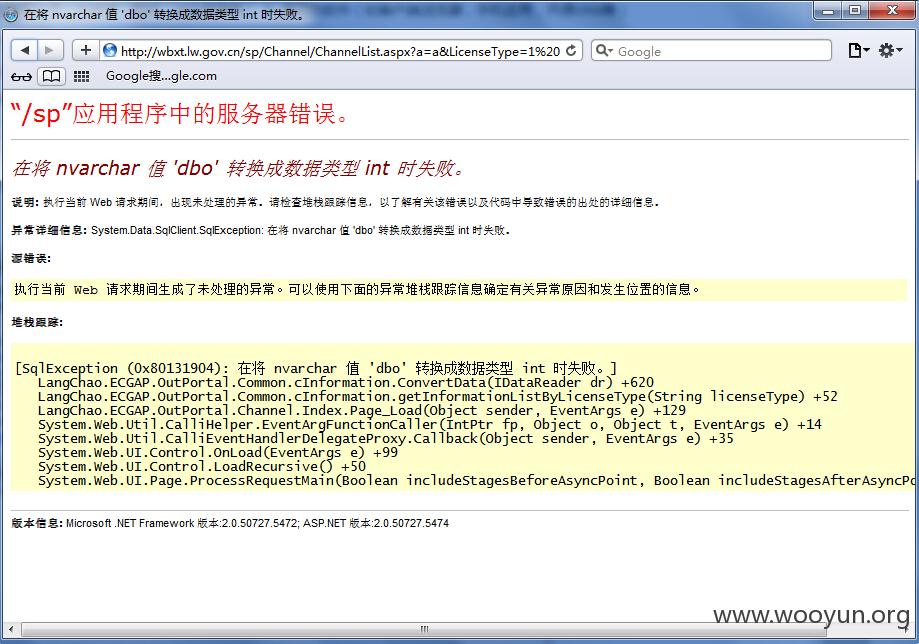 在将 nvarchar 值 'dbo' 转换成数据类型 int 时失败。
http://wbxt.lw.gov.cn/sp/Channel/ChannelList.aspx?a=a&LicenseType=1%20
Google
Google搜...gle.com
“/sp”应用程序中的服务器错误。
在将 nvarchar 值 'dbo' 转换成数据类型 int 时失败。
说明: 执行当前 Web 请求期间，出现未处理的异常。请检查堆栈跟踪信息，以了解有关该错误以及代码中导致错误的出处的详细信息。
异常详细信息: System.Data.SqlClient.SqlException: 在将 nvarchar 值 'dbo' 转换成数据类型 int 时失败。
源错误:
执行当前 Web 请求期间生成了未处理的异常。可以使用下面的异常堆栈跟踪信息确定有关异常原因和发生位置的信息。
堆栈跟踪:
[SqlException (0x80131904): 在将 nvarchar 值 'dbo' 转换成数据类型 int 时失败。]
LangChao.ECGAP.OutPortal.Common.cInformation.ConvertData(IDataReader dr) +620
LangChao.ECGAP.OutPortal.Common.cInformation.getInformationListByLicenseType(String licenseType) +52
LangChao.ECGAP.OutPortal.Channel.Index.Page_Load(Object sender, EventArgs e) +129
System.Web.Util.CalliHelper.EventArgFunctionCaller(IntPtr fp, Object o, Object t, EventArgs e) +14
System.Web.Util.CalliEventHandlerDelegateProxy.Callback(Object sender, EventArgs e) +35
System.Web.UI.Control.OnLoad(EventArgs e) +99
System.Web.UI.Control.LoadRecursive() +50
System.Web.UI.Page.ProcessRequestMain(Boolean includeStagesBeforeAsyncPoint, Boolean includeStagesAfterAsyncPo
版本信息: Microsoft .NET Framework 版本:2.0.50727.5472; ASP.NET 版本:2.0.50727.5474
www.wooyun.org